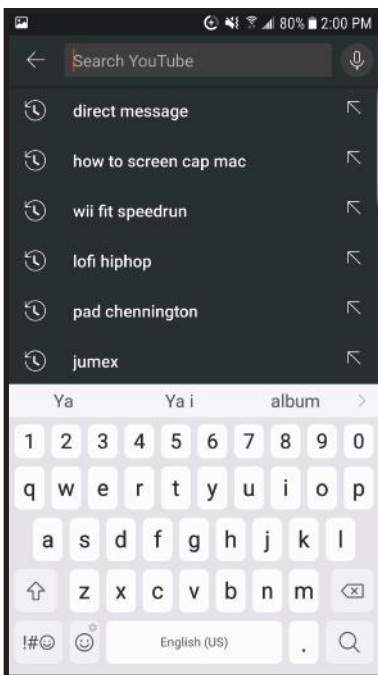 80% 2:00 PM
Search YouTube
direct message
how to screen cap mac
wii fit speedrun
lofi hiphop
pad chennington
jumex
Ya Ya i album
1 2 3 4 5 6 7 8 9 0
q w e r t y u i o p
a s d f g h j k l
z x c v b n m
!#☺ English (US) .